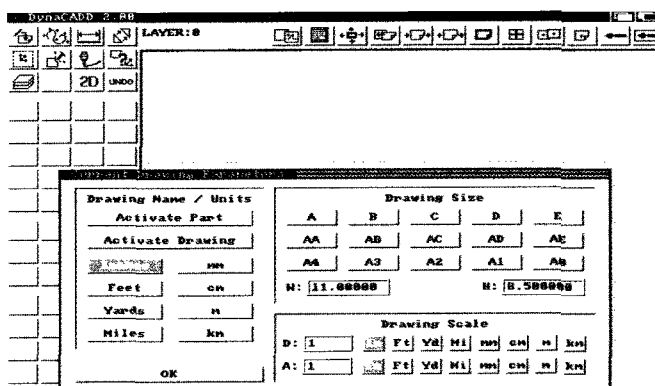 DynaCADD 2.00
LAYER:0
2D UNDO
Drawing Parameters
Drawing Name / Units
Activate Part
Activate Drawing
mm
Feet cm
Yards m
Miles km
OK
Drawing Size
A B C D E
AA AB AC AD AE
A4 A3 A2 A1 A0
W: 11.00000 H: 8.500000
Drawing Scale
D: 1 Ft Yd Mi mm cm m km
A: 1 Ft Yd Mi mm cm m km